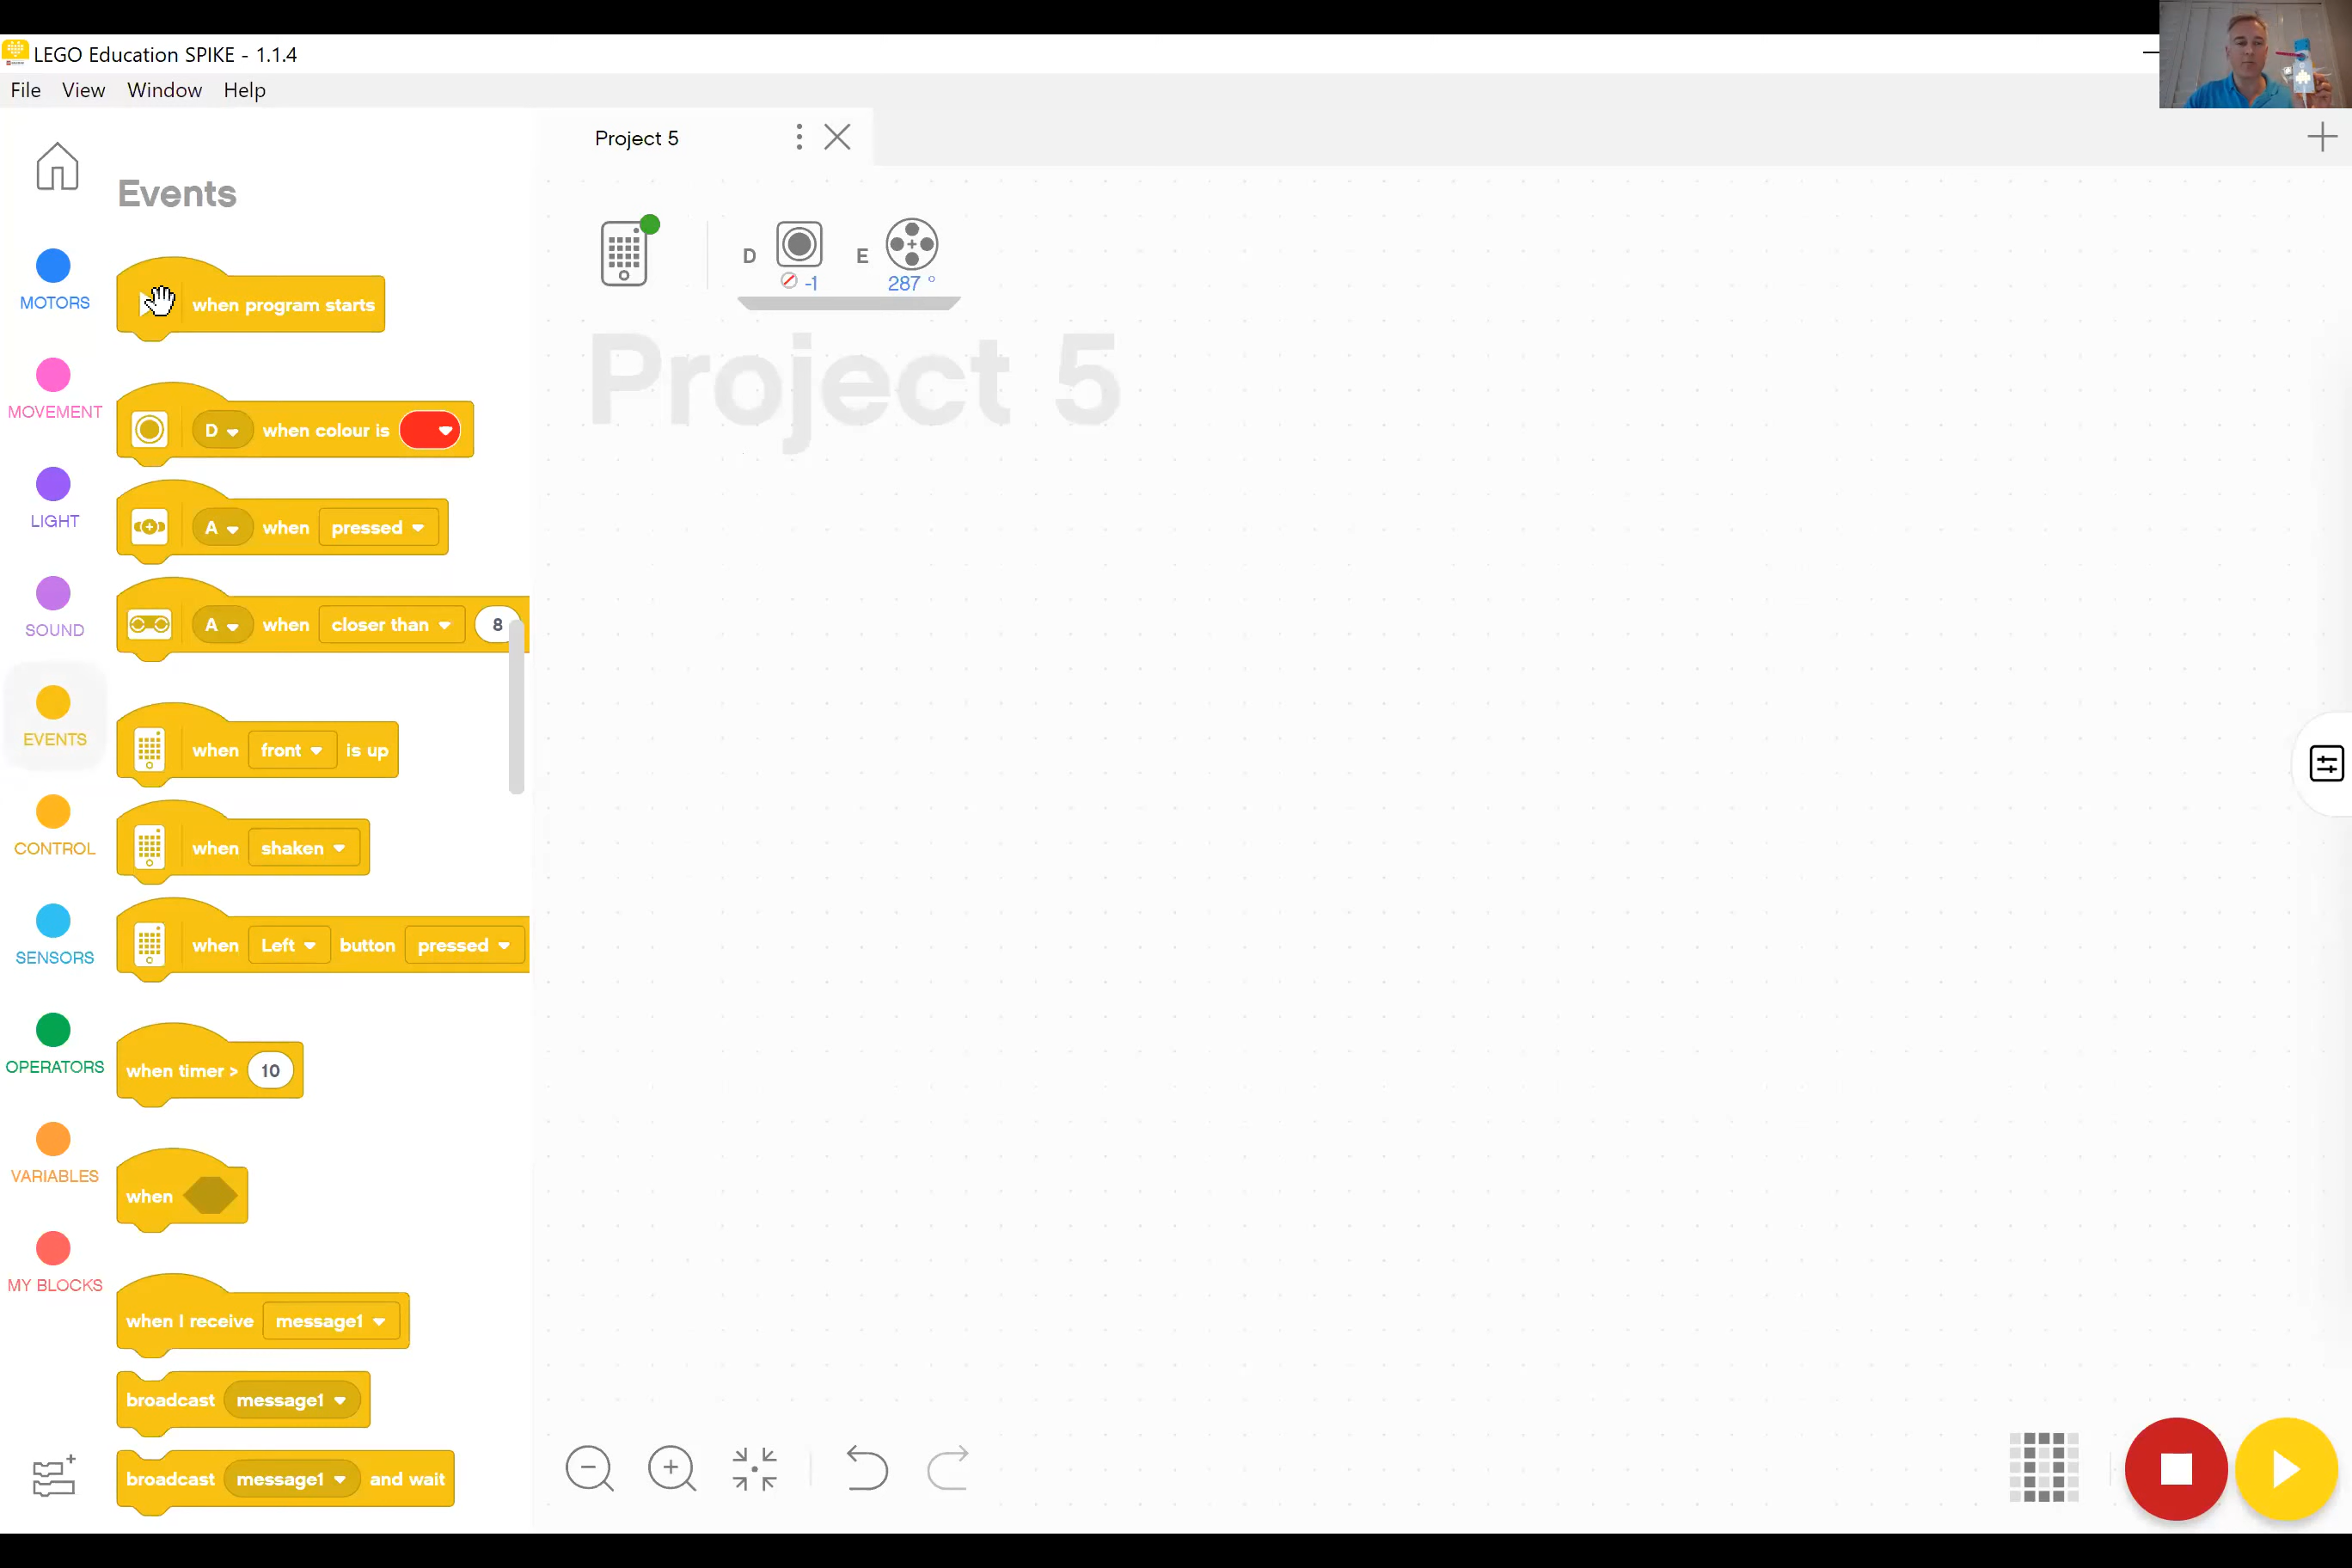 LEGO Education SPIKE - 1.1.4
File View Window Help
Project 5
Events
MOTORS
MOVEMENT
LIGHT
SOUND
EVENTS
CONTROL
SENSORS
OPERATORS
VARIABLES
MY BLOCKS
when program starts
D when colour is
A when pressed
A when closer than 8
when front is up
when shaken
when Left button pressed
when timer > 10
when
when I receive message1
broadcast message1
broadcast message1 and wait
D -1 E 287 °
Project 5